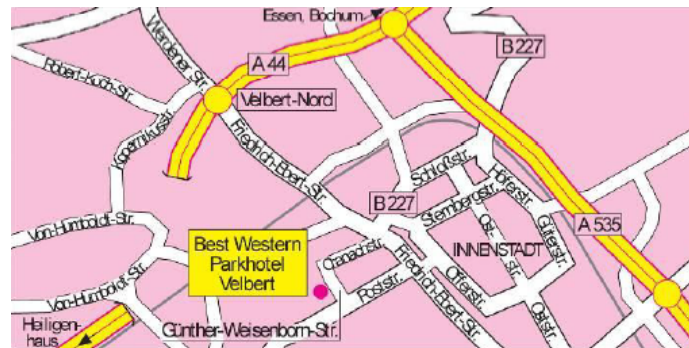 Essen, Bochum
B 227
Werdener Str.
A 44
Robert-Koch-Str.
Velbert-Nord
Kopernikusstr.
Friedrich-Ebert-Str.
Schloßstr.
Höferstr.
B 227
Sternbergstr.
Güterstr.
Von-Humboldt-Str.
A 535
Best Western
Parkhotel
Velbert
Cranachstr.
Ost-
str.
INNENSTADT
Friedrich-Ebert-Str.
Offerstr.
Von-Humboldt Str.
Poststr.
Oststr.
Günther-Weisenborn-Str.
Heiligen-
haus